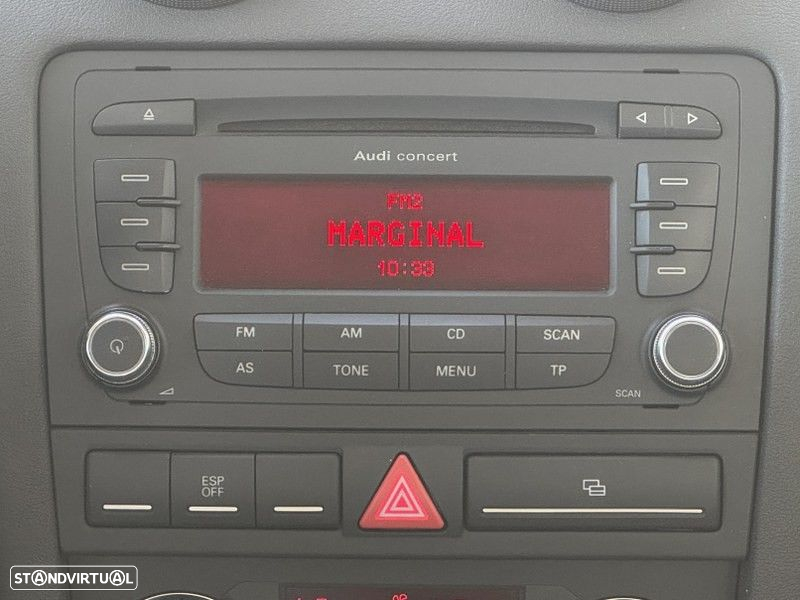 Audi concert
FM2
MARGINAL
10:33
FM AM CD SCAN
AS TONE MENU TP
SCAN
ESP
OFF
STANDVIRTUAL